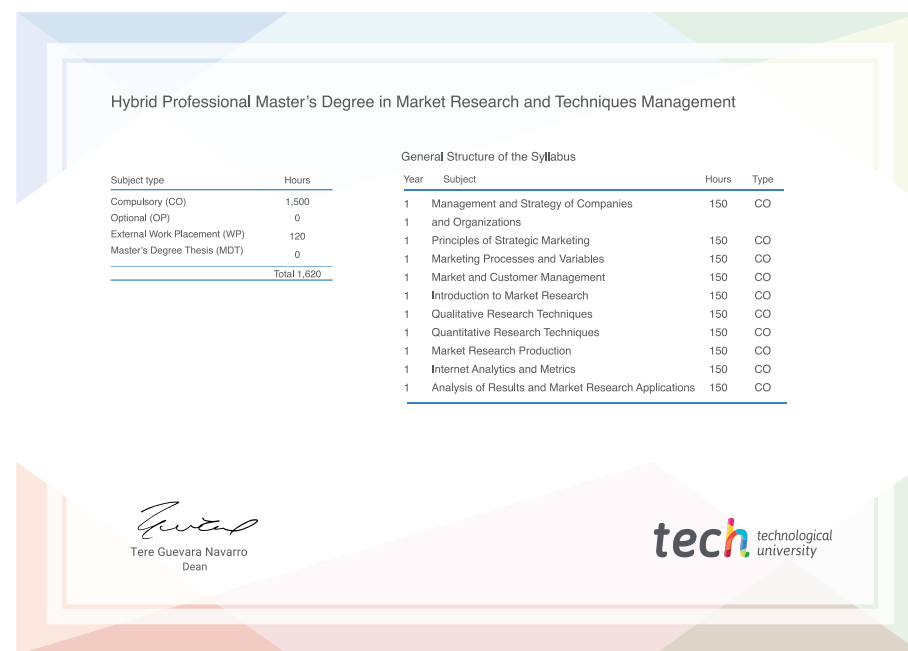 Hybrid Professional Master's Degree in Market Research and Techniques Management
General Structure of the Syllabus
Subject type Hours
Compulsory (CO) 1,500
Optional (OP) 0
External Work Placement (WP) 120
Master's Degree Thesis (MDT) 0
Total 1,620
Year Subject Hours Type
1 Management and Strategy of Companies 150 CO
1 and Organizations
1 Principles of Strategic Marketing 150 CO
1 Marketing Processes and Variables 150 CO
1 Market and Customer Management 150 CO
1 Introduction to Market Research 150 CO
1 Qualitative Research Techniques 150 CO
1 Quantitative Research Techniques 150 CO
1 Market Research Production 150 CO
1 Internet Analytics and Metrics 150 CO
1 Analysis of Results and Market Research Applications 150 CO
Tere Guevara Navarro
Dean
tech technological
university